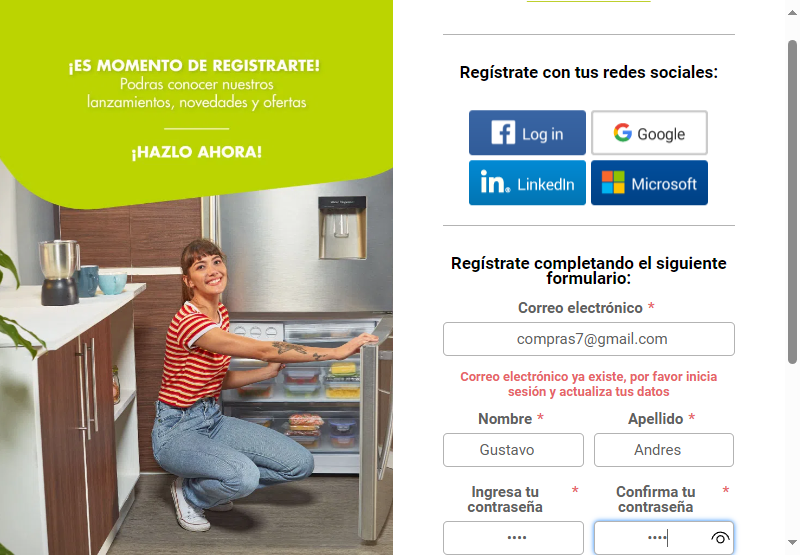 ¡ES MOMENTO DE REGISTRARTE!
Podras conocer nuestros
lanzamientos, novedades y ofertas
¡HAZLO AHORA!
Regístrate con tus redes sociales:
Log in
Google
LinkedIn
Microsoft
Regístrate completando el siguiente
formulario:
Correo electrónico *
compras7@gmail.com
Correo electrónico ya existe, por favor inicia
sesión y actualiza tus datos
Nombre *
Apellido *
Gustavo
Andres
Ingresa tu *
contraseña
Confirma tu *
contraseña
••••
••••